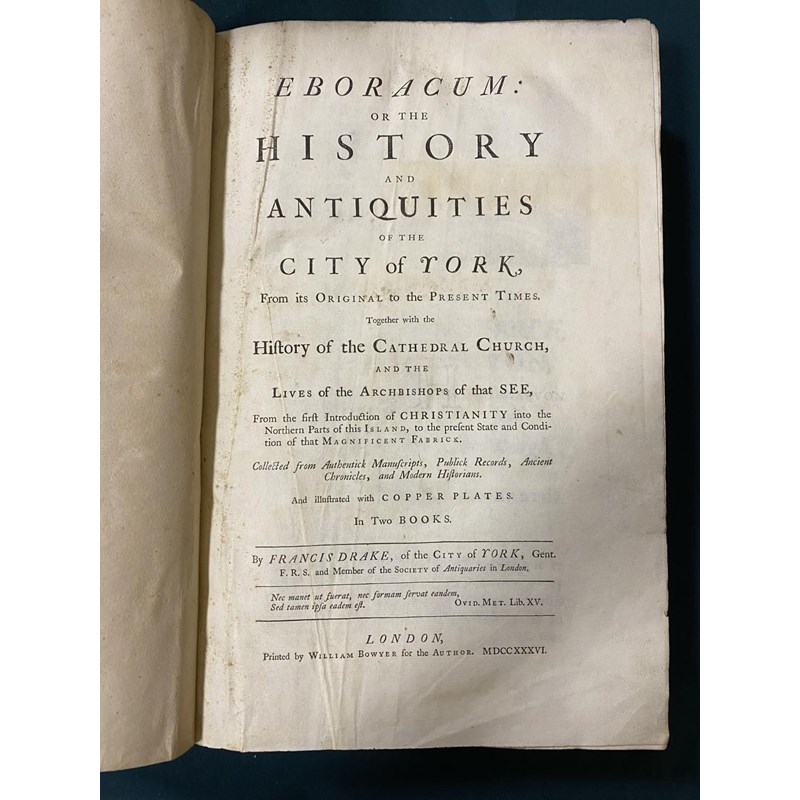 EBORACUM:
OR THE
HISTORY
AND
ANTIQUITIES
OF THE
CITY of YORK,
From its ORIGINAL to the PRESENT TIMES.
Together with the
Hiſtory of the CATHEDRAL CHURCH,
AND THE
LIVES of the ARCHBISHOPS of that SEE,
From the firſt Introduction of CHRISTIANITY into the
Northern Parts of this ISLAND, to the preſent State and Condi-
tion of that MAGNIFICENT FABRICK.
Collected from Authentick Manuſcripts, Publick Records, Ancient
Chronicles, and Modern Hiſtorians.
And illuſtrated with COPPER PLATES.
In Two BOOKS.
By FRANCIS DRAKE, of the CITY of YORK, Gent.
F. R. S. and Member of the SOCIETY of Antiquaries in London.
Nec manet ut fuerat, nec formam ſervat eandem,
Sed tamen ipſa eadem eſt. OVID. MET. Lib. XV.
LONDON,
Printed by WILLIAM BOWYER for the AUTHOR. MDCCXXXVI.